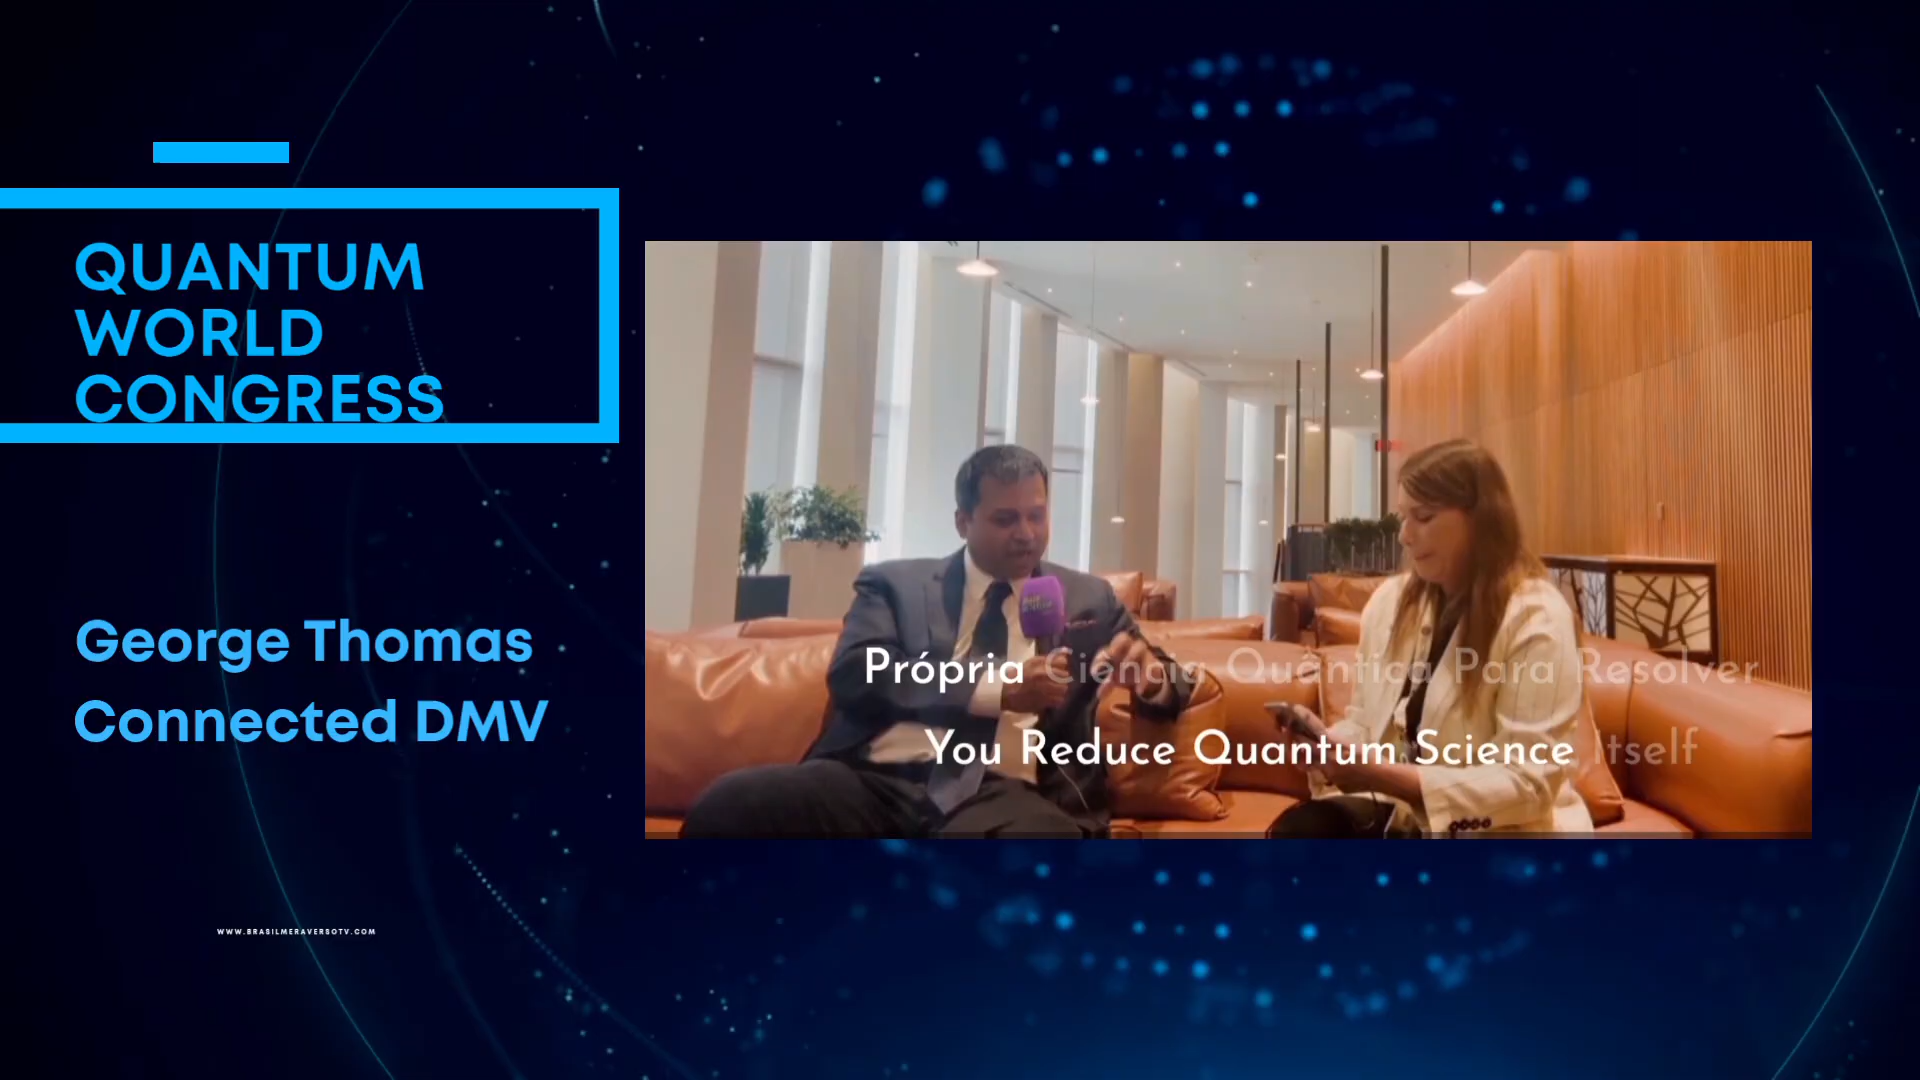 QUANTUM
WORLD
CONGRESS
George Thomas
Connected DMV
WWW.BRASILMERAVERSOTV.COM
Própria Ciência Quântica Para Resolver
You Reduce Quantum Science Itself